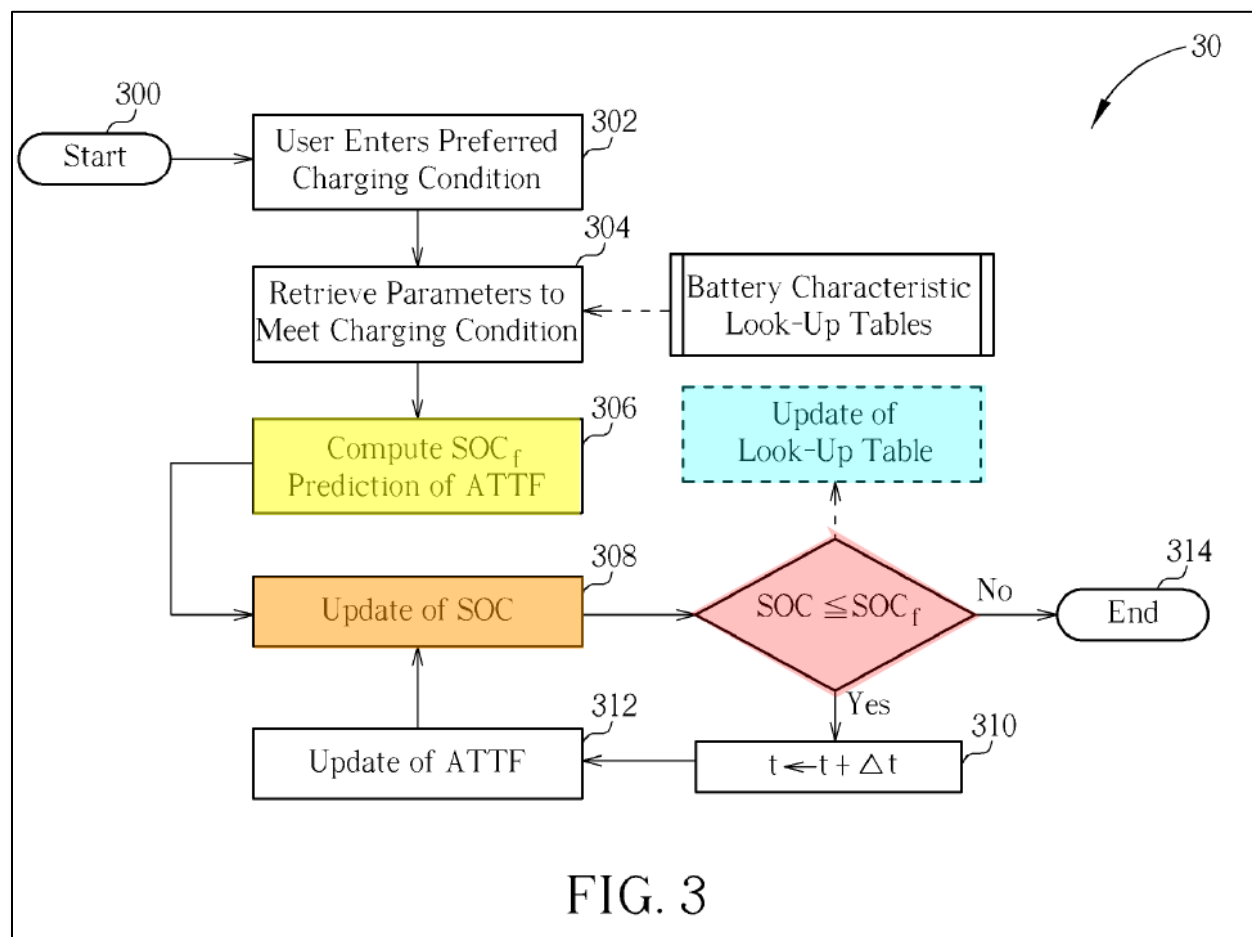 30
300
Start
302
User Enters Preferred
Charging Condition
304
Retrieve Parameters to
Meet Charging Condition
Battery Characteristic
Look-Up Tables
306
Compute SOCf
Prediction of ATTF
Update of
Look-Up Table
308
Update of SOC
SOC ≦ SOCf
No
314
End
Yes
312
Update of ATTF
310
t ← t + △t
FIG. 3